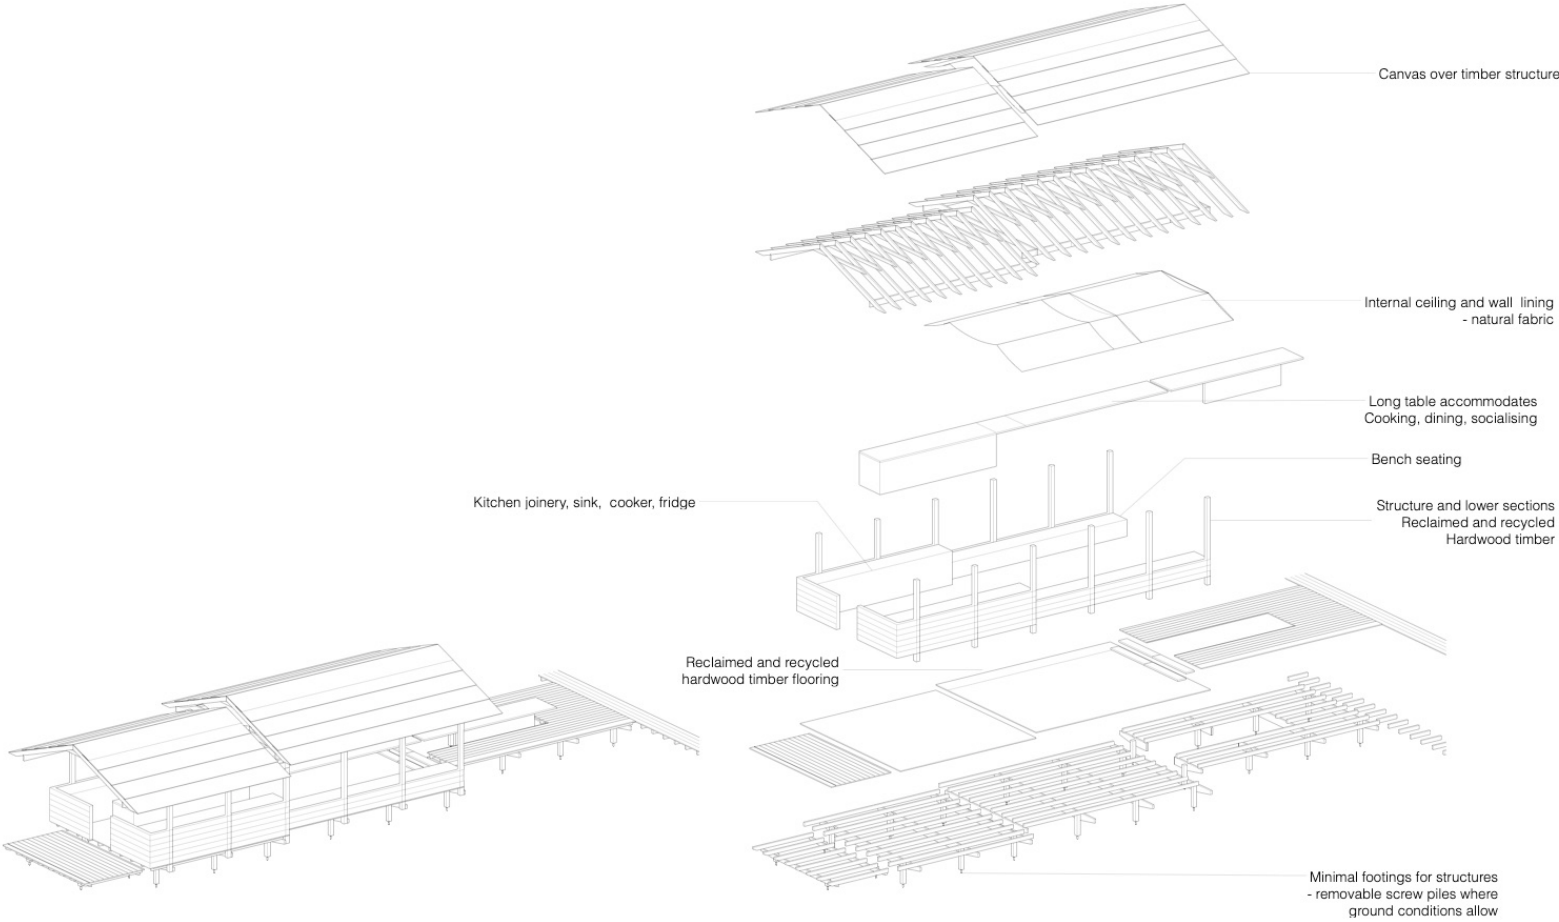 Canvas over timber structure
Internal ceiling and wall lining
- natural fabric
Long table accommodates
Cooking, dining, socialising
Bench seating
Kitchen joinery, sink, cooker, fridge
Structure and lower sections
Reclaimed and recycled
Hardwood timber
Reclaimed and recycled
hardwood timber flooring
Minimal footings for structures
- removable screw piles where
ground conditions allow